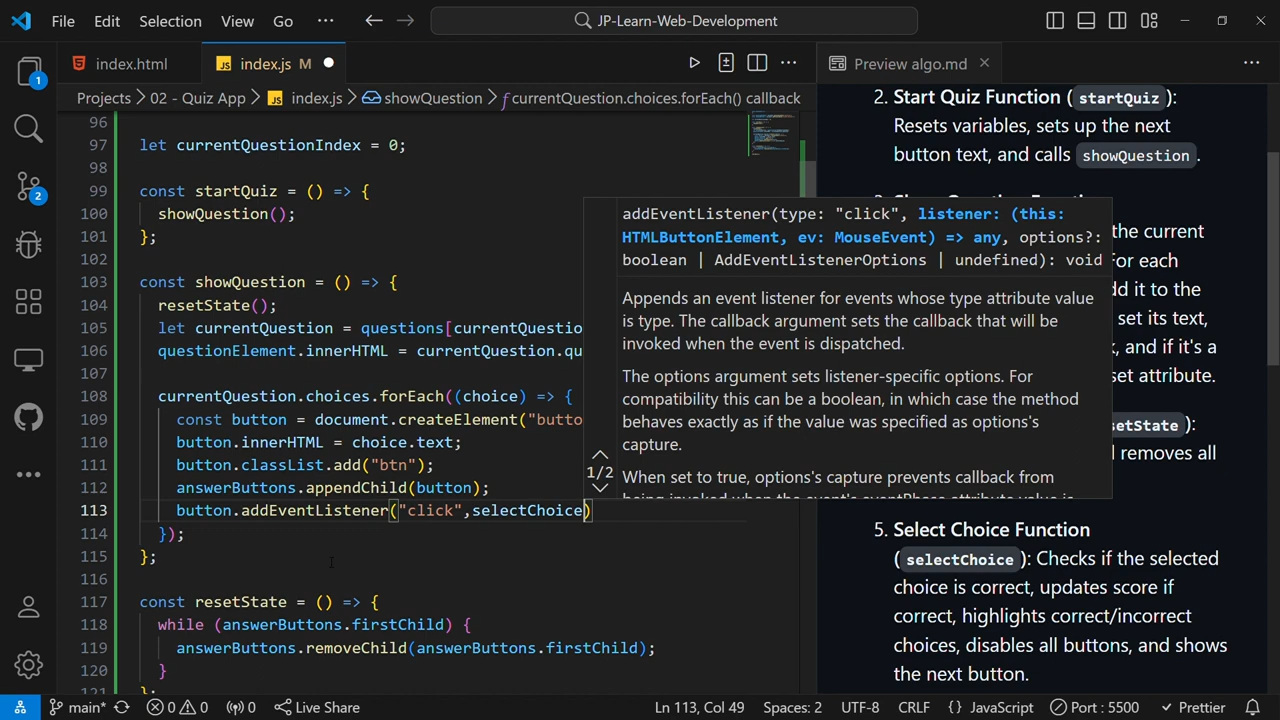 File Edit Selection View Go ··· JP-Learn-Web-Development
index.html index.js M Preview algo.md
Projects > 02 - Quiz App > index.js > showQuestion > currentQuestion.choices.forEach() callback
96
97 let currentQuestionIndex = 0;
98
99 const startQuiz = () => {
100 showQuestion();
101 };
102
103 const showQuestion = () => {
104 resetState();
105 let currentQuestion = questions[currentQuestio
106 questionElement.innerHTML = currentQuestion.qu
107
108 currentQuestion.choices.forEach((choice) => {
109 const button = document.createElement("butto
110 button.innerHTML = choice.text;
111 button.classList.add("btn");
112 answerButtons.appendChild(button);
113 button.addEventListener("click",selectChoice)
114 });
115 };
116
117 const resetState = () => {
118 while (answerButtons.firstChild) {
119 answerButtons.removeChild(answerButtons.firstChild);
120 }
121 };
addEventListener(type: "click", listener: (this:
HTMLButtonElement, ev: MouseEvent) => any, options?:
boolean | AddEventListenerOptions | undefined): void
Appends an event listener for events whose type attribute value
is type. The callback argument sets the callback that will be
invoked when the event is dispatched.
The options argument sets listener-specific options. For
compatibility this can be a boolean, in which case the method
behaves exactly as if the value was specified as options's
capture.
When set to true, options's capture prevents callback from
being invoked when the event's eventPhase attribute value is
1/2
2. Start Quiz Function (startQuiz):
Resets variables, sets up the next
button text, and calls showQuestion.
the current
For each
dd it to the
set its text,
, and if it's a
set attribute.
setState ):
removes all
5. Select Choice Function
(selectChoice): Checks if the selected
choice is correct, updates score if
correct, highlights correct/incorrect
choices, disables all buttons, and shows
the next button.
1
2
main* 0 0 0 Live Share Ln 113, Col 49 Spaces: 2 UTF-8 CRLF {} JavaScript Port : 5500 Prettier